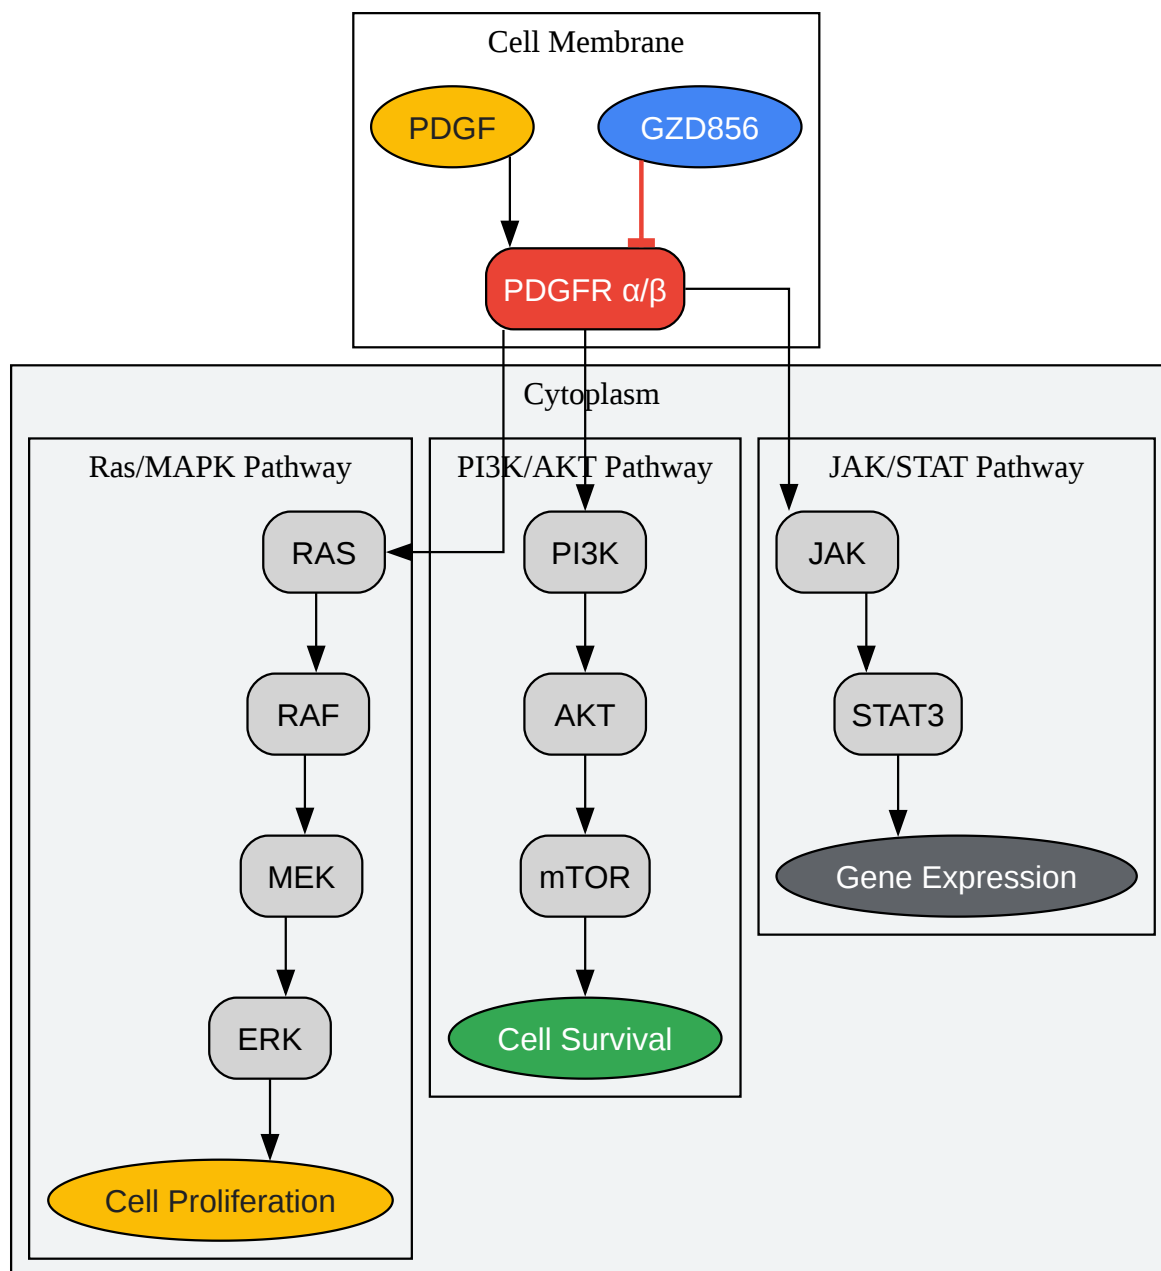 Cell Membrane
PDGF
GZD856
PDGFR α/β
Cytoplasm
Ras/MAPK Pathway
PI3K/AKT Pathway
JAK/STAT Pathway
RAS
PI3K
JAK
RAF
AKT
STAT3
MEK
mTOR
Gene Expression
ERK
Cell Survival
Cell Proliferation